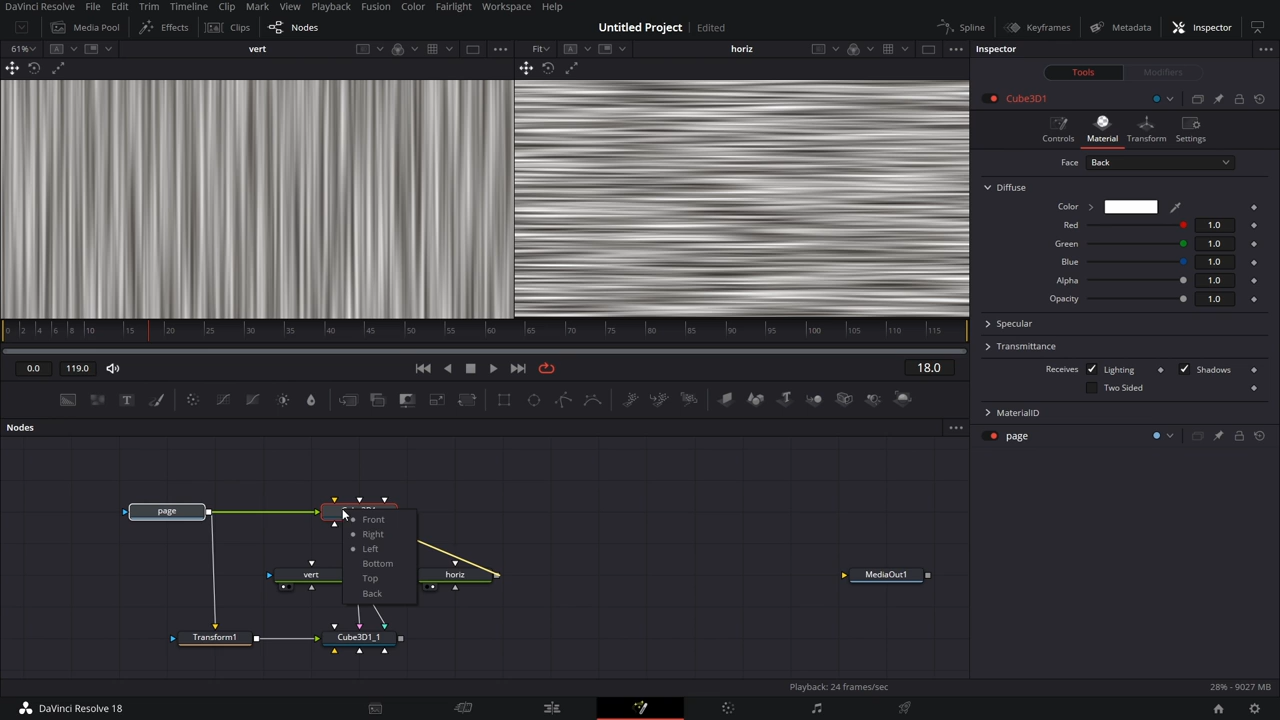 DaVinci Resolve File Edit Trim Timeline Clip Mark View Playback Fusion Color Fairlight Workspace Help
Media Pool Effects Clips Nodes Untitled Project Edited Spline Keyframes Metadata Inspector
61% vert Fit horiz Inspector
Tools Modifiers
Cube3D1
Controls Material Transform Settings
Face Back
Diffuse
Color
Red 1.0
Green 1.0
Blue 1.0
Alpha 1.0
Opacity 1.0
Specular
Transmittance
Receives Lighting Shadows
Two Sided
MaterialID
page
0 2 4 6 8 10 15 20 25 30 35 40 45 50 55 60 65 70 75 80 85 90 95 100 105 110 115
0.0 119.0 18.0
Nodes
page
Front
Right
Left
Bottom
Top
Back
vert horiz MediaOut1
Transform1 Cube3D1_1
Playback: 24 frames/sec 28% - 9027 MB
DaVinci Resolve 18